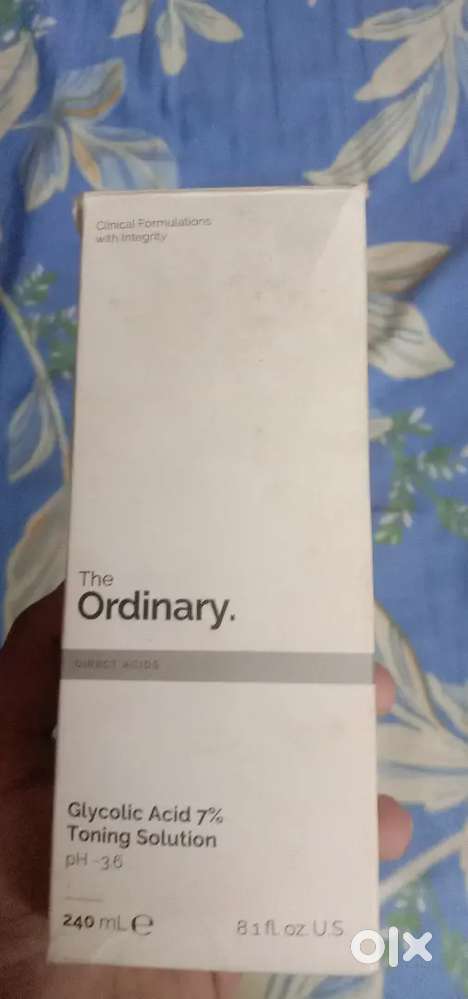 Clinical Formulations
with Integrity
The
Ordinary.
DIRECT ACIDS
Glycolic Acid 7%
Toning Solution
pH ~3.6
240 mL ℮
8.1 fl. oz. U.S.
olx